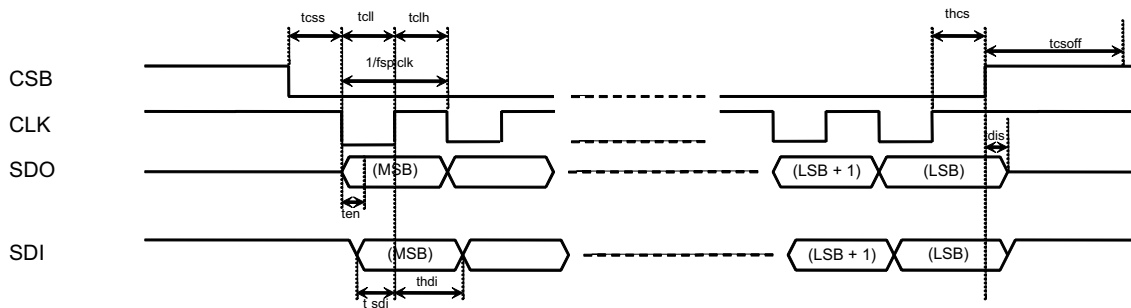 tcss tcll tclh thcs
tcsoff
1/fspiclk
CSB
CLK
dis
SDO (MSB) (LSB + 1) (LSB)
ten
SDI (MSB) (LSB + 1) (LSB)
thdi
t sdi